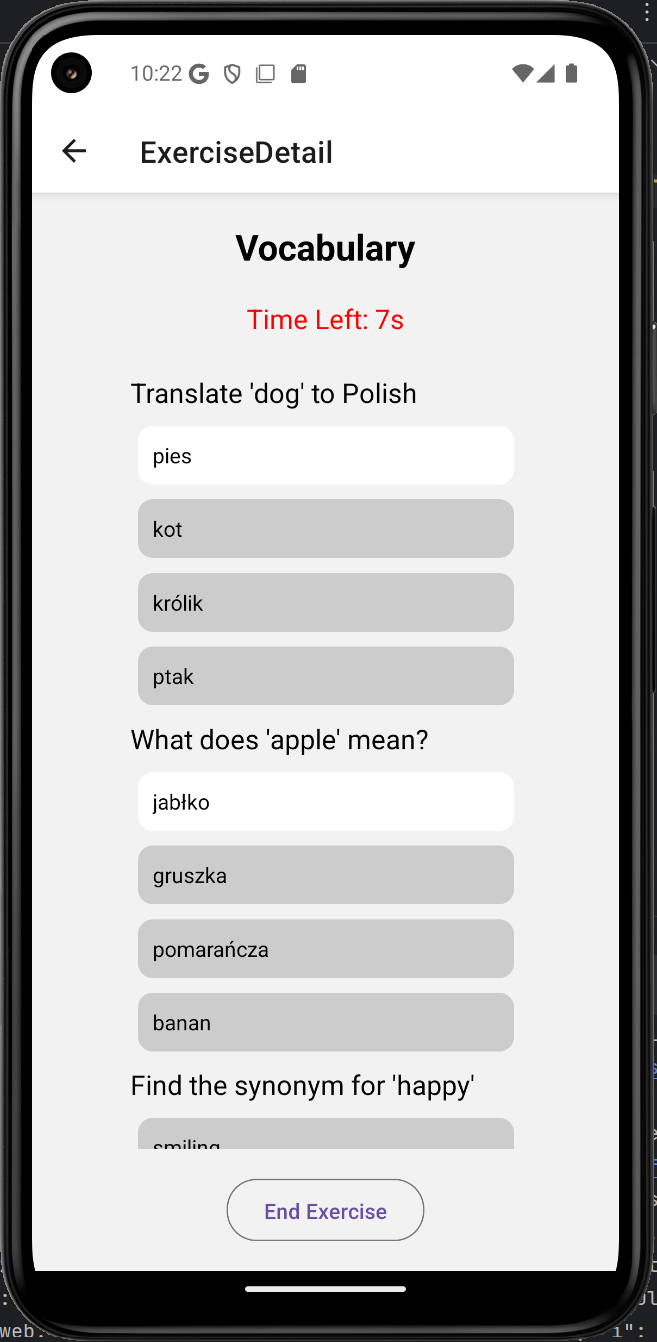 10:22
ExerciseDetail
Vocabulary
Time Left: 7s
Translate 'dog' to Polish
pies
kot
królik
ptak
What does 'apple' mean?
jabłko
gruszka
pomarańcza
banan
Find the synonym for 'happy'
smiling
End Exercise
web: